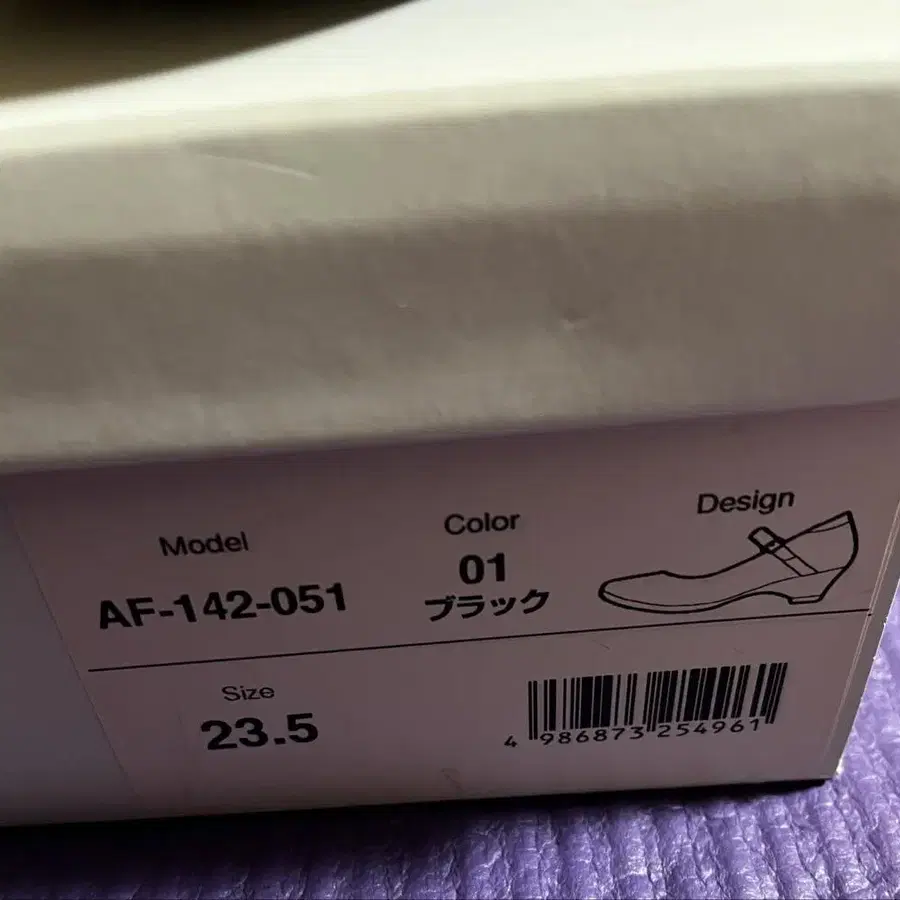 Model
AF-142-051
Color
01
ブラック
Design
Size
23.5
4 986873 254961